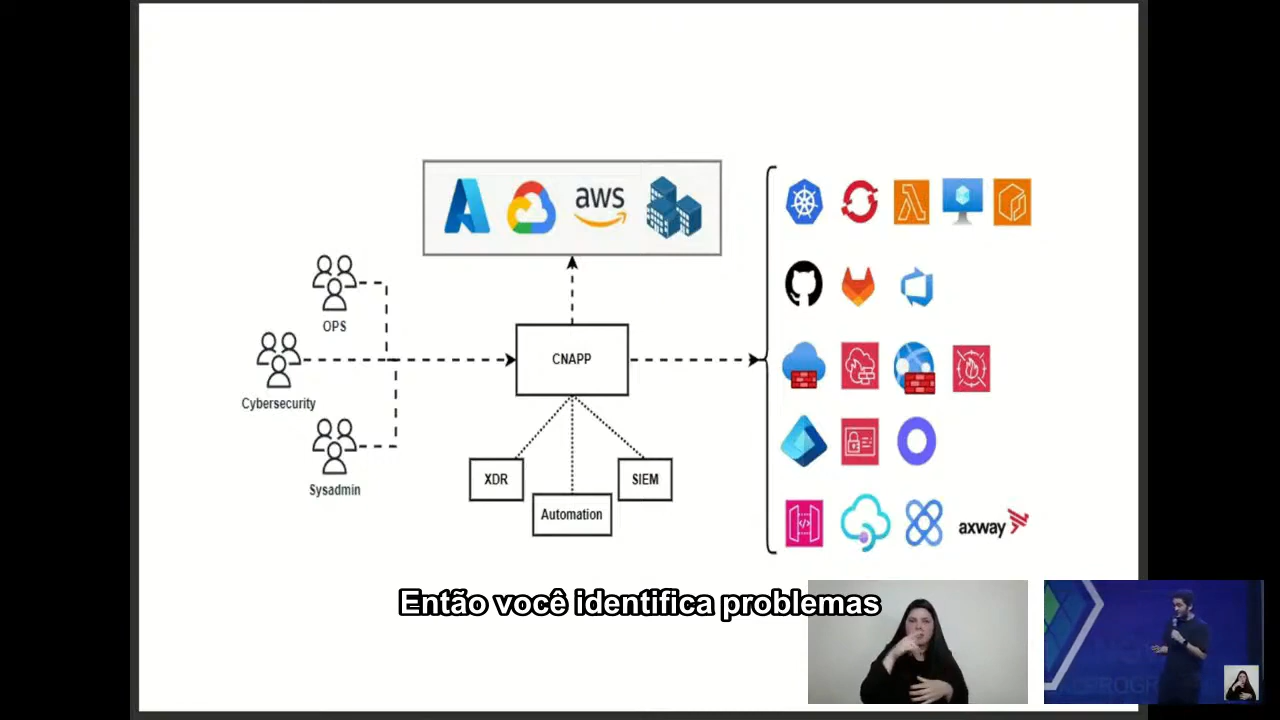 aws
OPS
CNAPP
Cybersecurity
Sysadmin
XDR
SIEM
Automation
axway
Então você identifica problemas